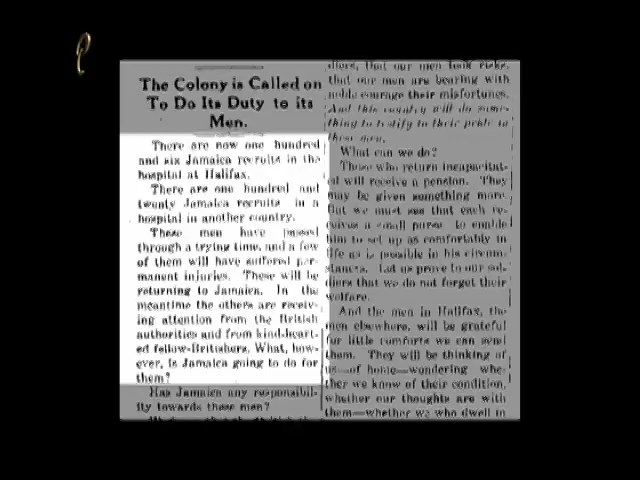 The Colony is Called on
To Do Its Duty to its
Men.
There are now one hundred
and six Jamaica recruits in the
hospital at Halifax.
There are one hundred and
twenty Jamaica recruits in a
hospital in another country.
These men have passed
through a trying time, and a few
of them will have suffered per-
manent injuries. These will be
returning to Jamaica. In the
meantime the others are receiv-
ing attention from the British
authorities and from kind-heart-
ed fellow-Britishers. What, how-
ever, is Jamaica going to do for
them?
Has Jamaica any responsibil-
ity towards these men?
diers, that our men took risks,
that our men are bearing with
noble courage their misfortunes.
And this country will do some-
thing to testify to their pride in
these men.
What can we do?
Those who return incapacitat-
ed will receive a pension. They
may be given something more.
But we must see that each re-
ceives a small purse to enable
him to set up as comfortably in
life as is possible in his circum-
stances. Let us prove to our sol-
diers that we do not forget their
welfare.
And the men in Halifax, the
men elsewhere, will be grateful
for little comforts we can send
them. They will be thinking of
us—of home—wondering whe-
ther we know of their condition,
whether our thoughts are with
them—whether we who dwell in